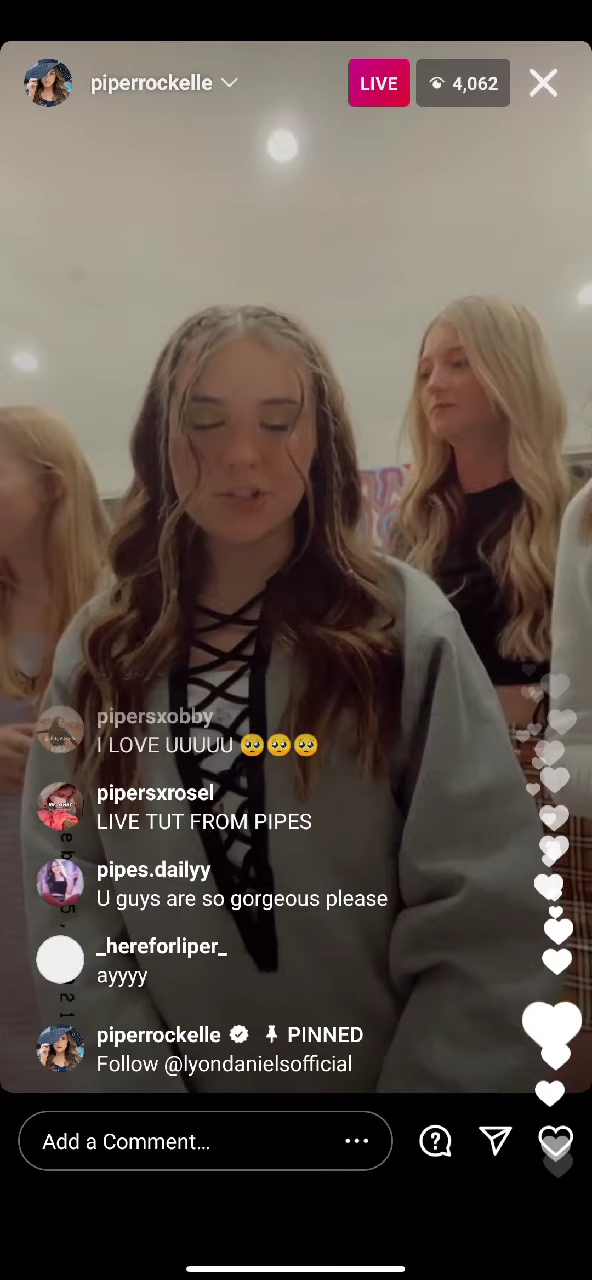 piperrockelle
LIVE
4,062
pipersxobby
I LOVE UUUUU 🥺🥺🥺
pipersxrosel
LIVE TUT FROM PIPES
pipes.dailyy
U guys are so gorgeous please
_hereforliper_
ayyyy
piperrockelle PINNED
Follow @lyondanielsofficial
Add a Comment...